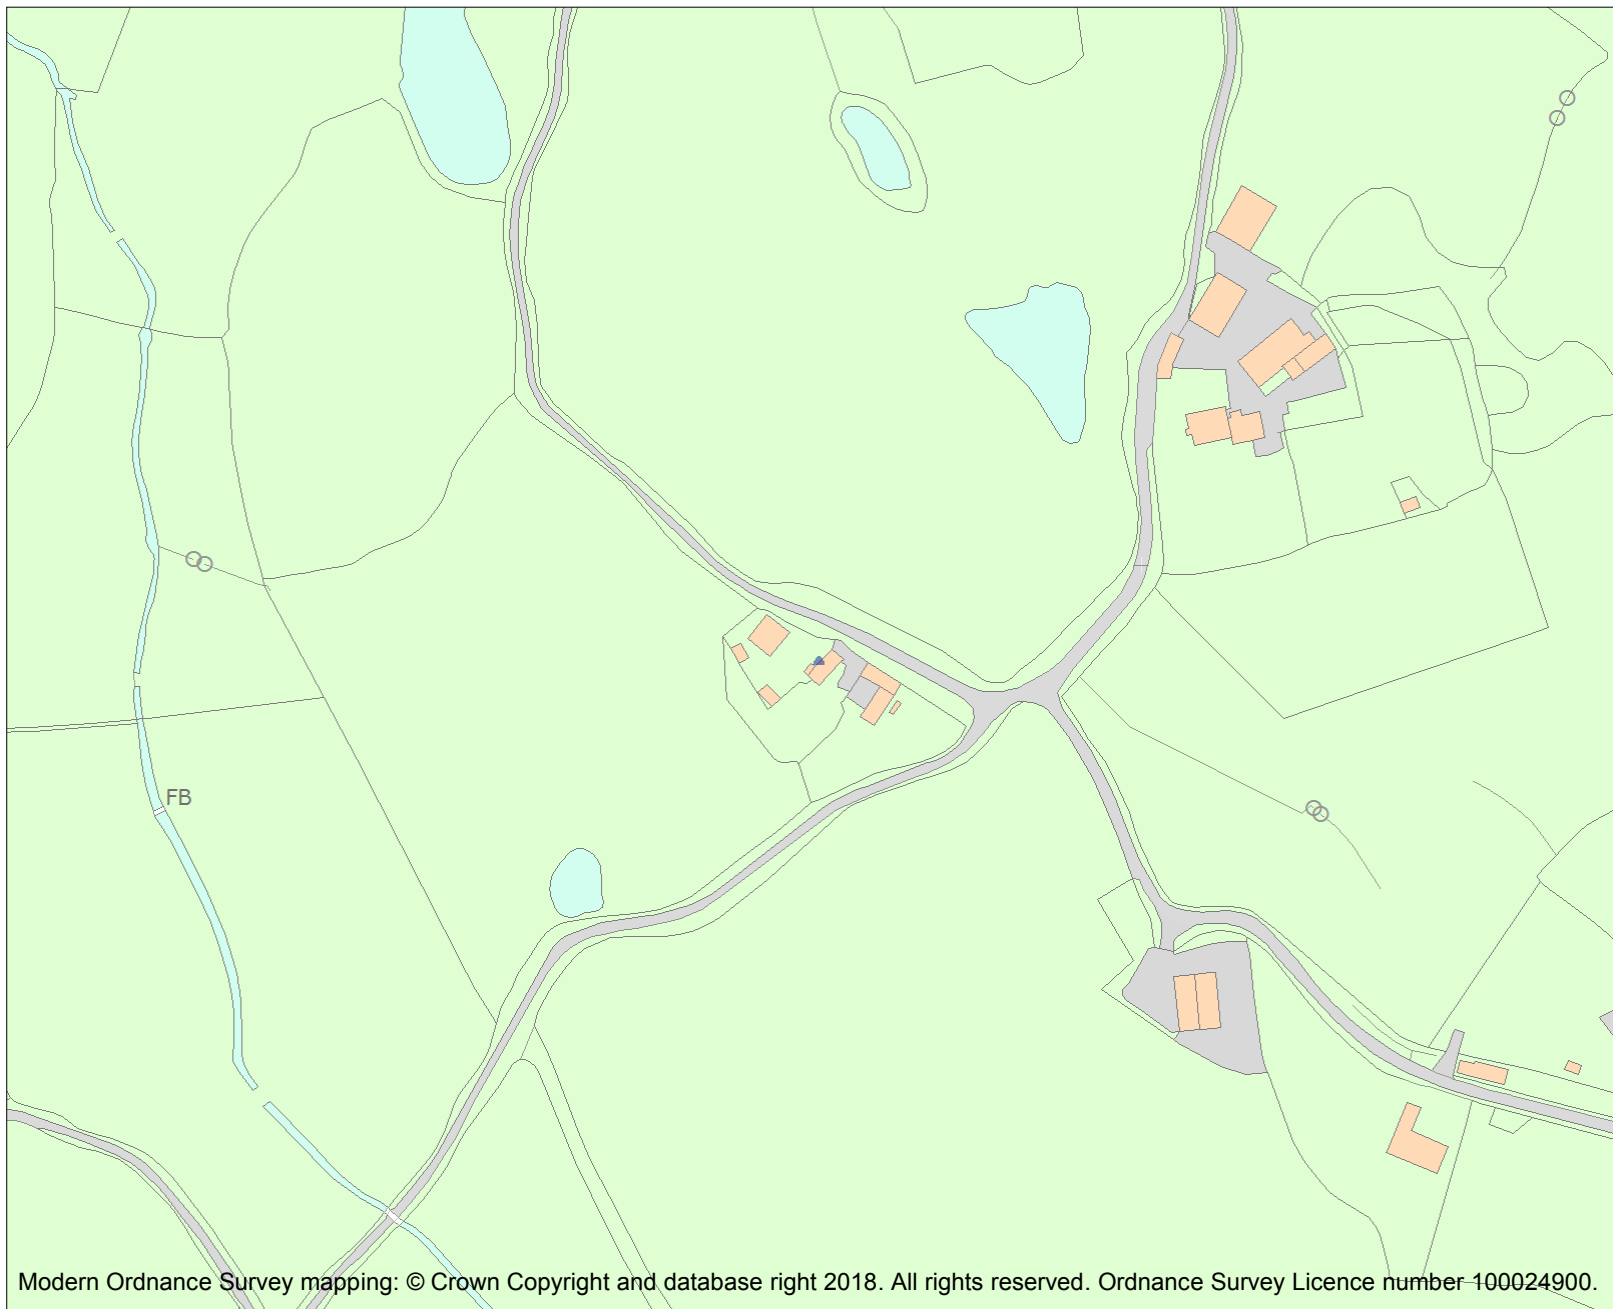 FB
Modern Ordnance Survey mapping: © Crown Copyright and database right 2018. All rights reserved. Ordnance Survey Licence number 100024900.